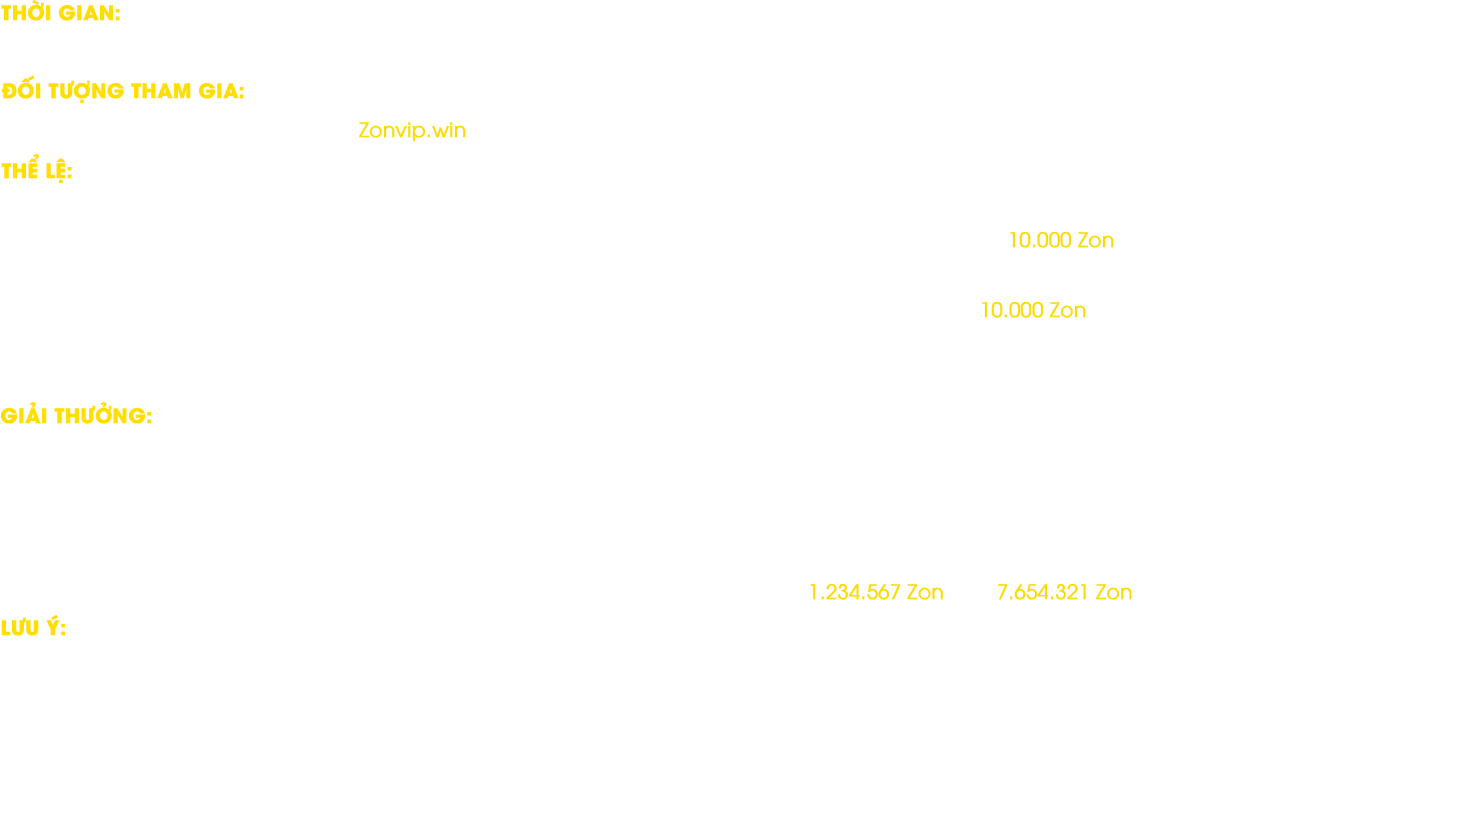 THỜI GIAN:
ĐỐI TƯỢNG THAM GIA:
Zonvip.win
THỂ LỆ:
10.000 Zon
10.000 Zon
GIẢI THƯỞNG:
1.234.567 Zon 7.654.321 Zon
LƯU Ý: